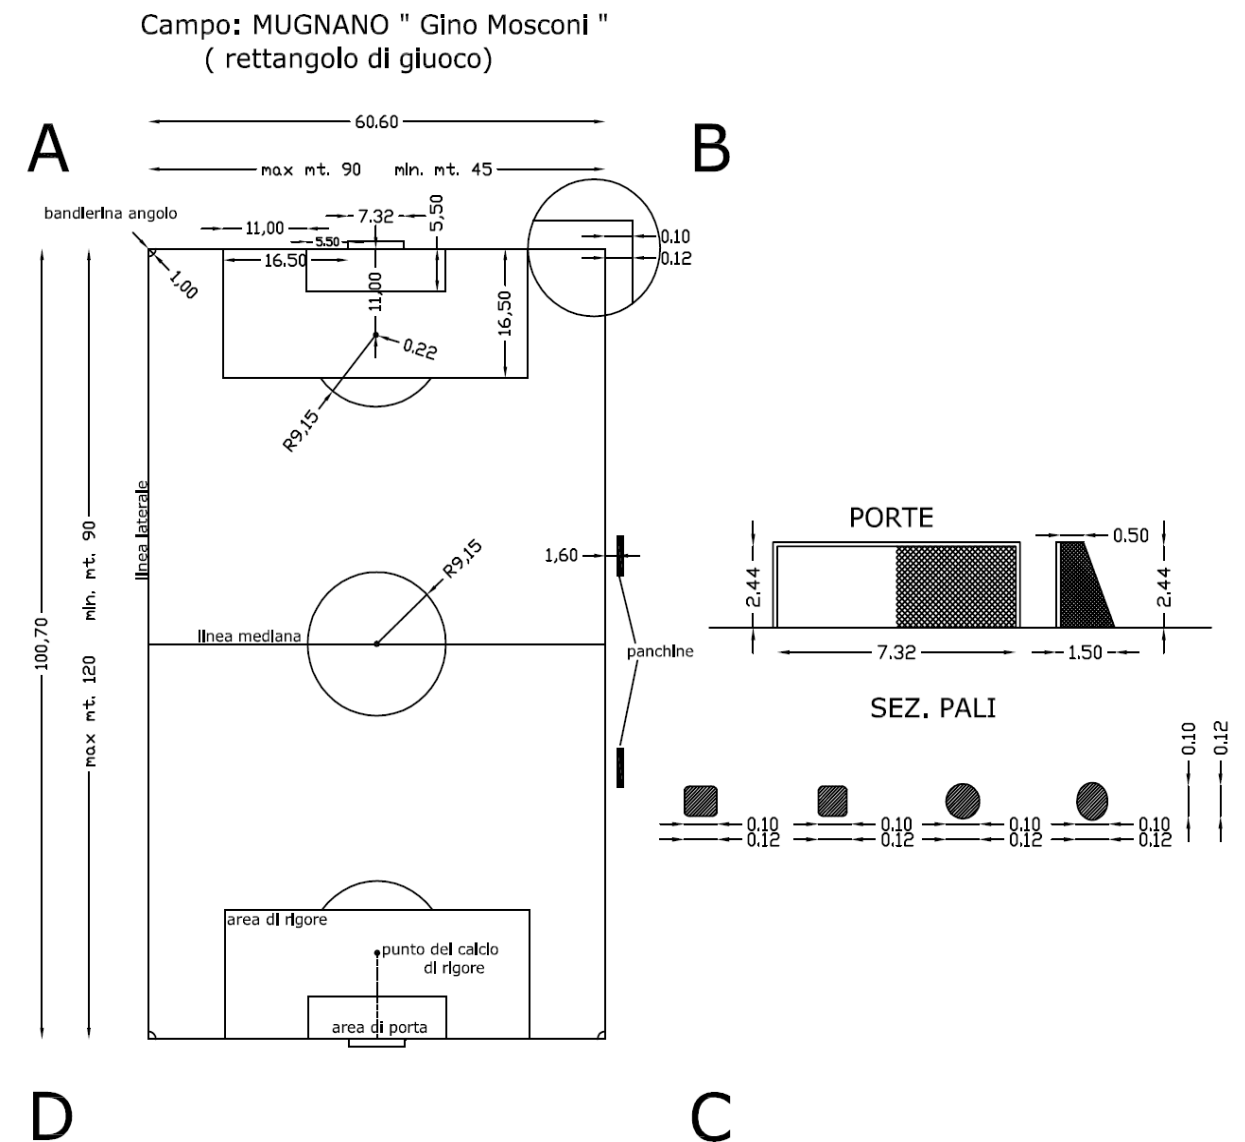 Campo: MUGNANO " Gino Mosconi "
( rettangolo di giuoco)
A
B
60.60
max mt. 90 min. mt. 45
bandierina angolo
11,00
7.32
5,50
5.50
16.50
11,00
16,50
1,00
0.22
R9,15
0.10
0.12
linea laterale
100,70
max mt. 120 min. mt. 90
1,60
R9,15
linea mediana
panchine
PORTE
2.44
7.32
0.50
1.50
2.44
SEZ. PALI
0.10
0.12
0.10
0.12
0.10
0.12
0.10
0.12
0.10
0.12
area di rigore
punto del calcio
di rigore
area di porta
D
C